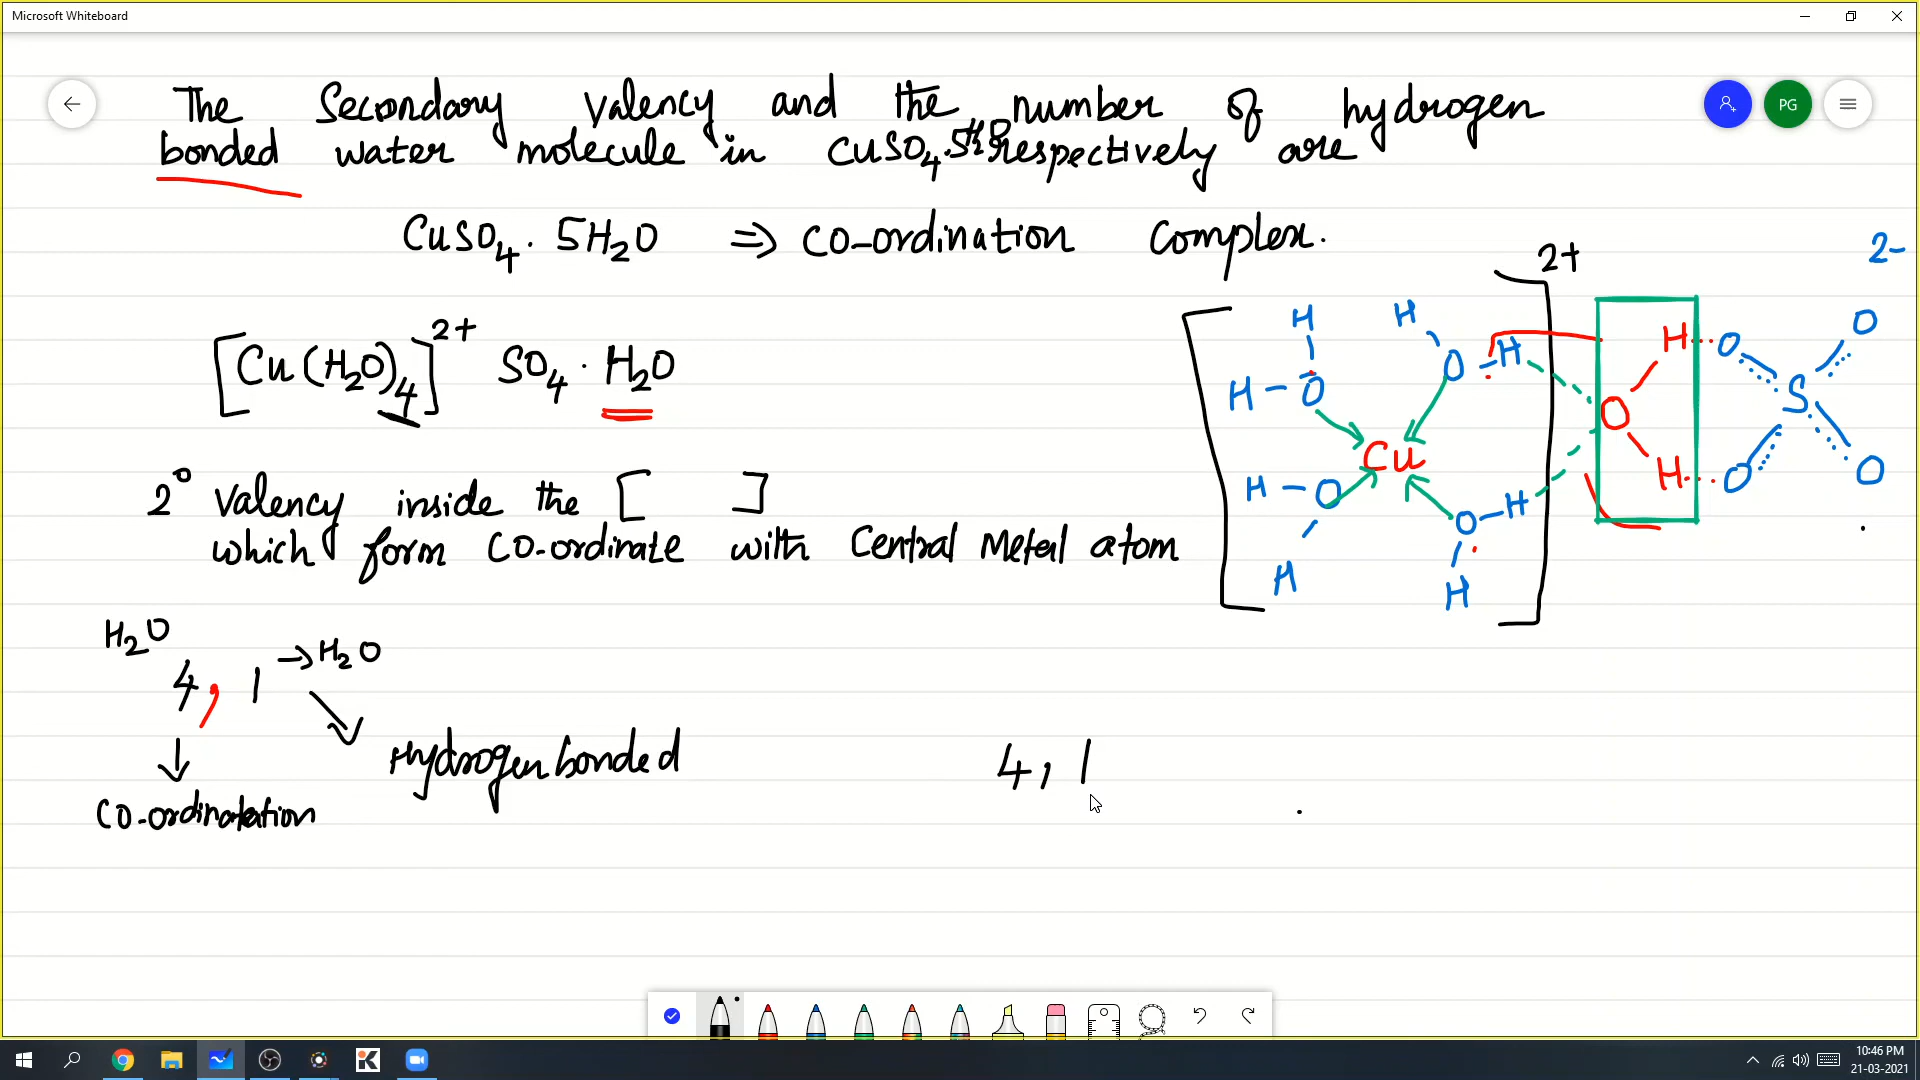 Microsoft Whiteboard
PG
The Secondary valency and the number of hydrogen
bonded water molecule in CuSO4.5H2O respectively are
CuSO4. 5H2O ⇒ CO-ordination Complex.
[Cu(H2O)4]2+ SO4 · H2O
2° Valency inside the [ ]
which form CO-ordinate with Central Metal atom
2+
2-
H H H O O
H - O O - H O S
Cu
H - O O - H H O O
H H
H2O
4, 1 → H2O
Hydrogen bonded
4, 1
CO-ordinatation
10:46 PM
21-03-2021